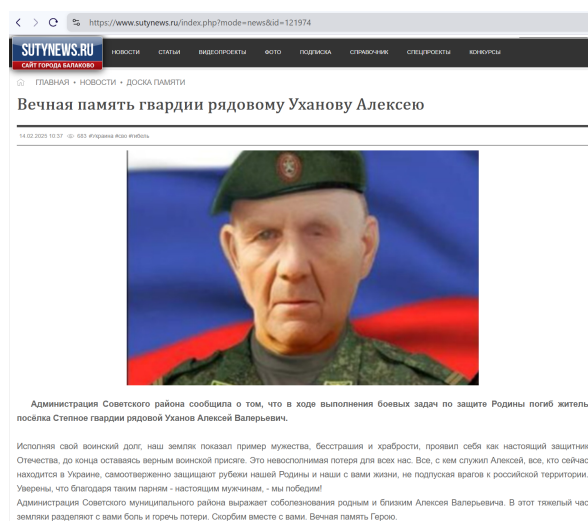 https://www.sutynews.ru/index.php?mode=news&id=121974
SUTYNEWS.RU
САЙТ ГОРОДА БАЛАКОВО
НОВОСТИ СТАТЬИ ВИДЕОПРОЕКТЫ ФОТО ПОДПИСКА СПРАВОЧНИК СПЕЦПРОЕКТЫ КОНКУРСЫ
ГЛАВНАЯ • НОВОСТИ • ДОСКА ПАМЯТИ
Вечная память гвардии рядовому Уханову Алексею
14.02.2025 10:37 683 #Украина #сво #гибель
Администрация Советского района сообщила о том, что в ходе выполнения боевых задач по защите Родины погиб житель
посёлка Степное гвардии рядовой Уханов Алексей Валерьевич.
Исполняя свой воинский долг, наш земляк показал пример мужества, бесстрашия и храбрости, проявил себя как настоящий защитник
Отечества, до конца оставаясь верным воинской присяге. Это невосполнимая потеря для всех нас. Все, с кем служил Алексей, все, кто сейчас
находится в Украине, самоотверженно защищают рубежи нашей Родины и наши с вами жизни, не подпуская врагов к российской территории.
Уверены, что благодаря таким парням - настоящим мужчинам, - мы победим!
Администрация Советского муниципального района выражает соболезнования родным и близким Алексея Валерьевича. В этот тяжелый час
земляки разделяют с вами боль и горечь потери. Скорбим вместе с вами. Вечная память Герою.